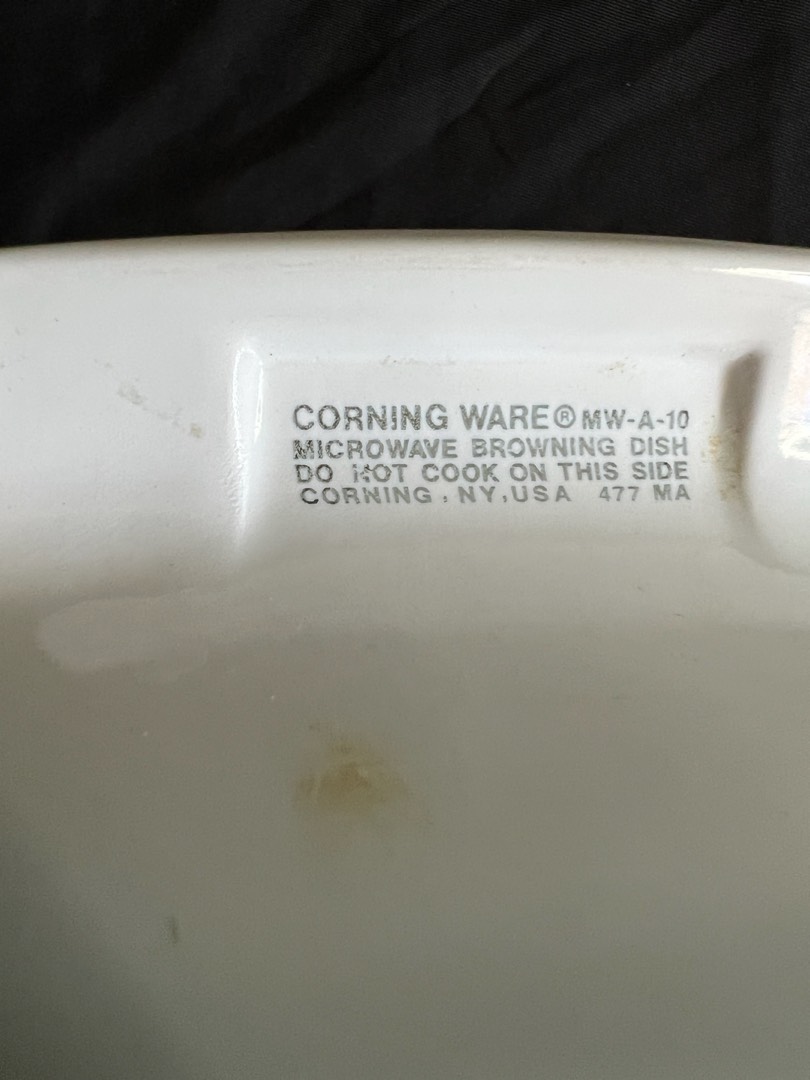 CORNING WARE® MW-A-10
MICROWAVE BROWNING DISH
DO NOT COOK ON THIS SIDE
CORNING, NY, USA 477 MA